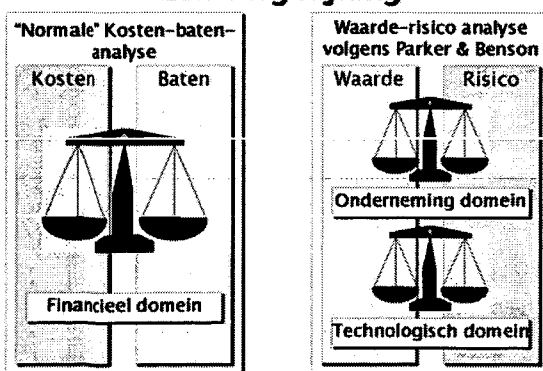 "Normale" Kosten-baten-
analyse
Kosten Baten
Financieel domein
Waarde-risico analyse
volgens Parker & Benson
Waarde Risico
Onderneming domein
Technologisch domein